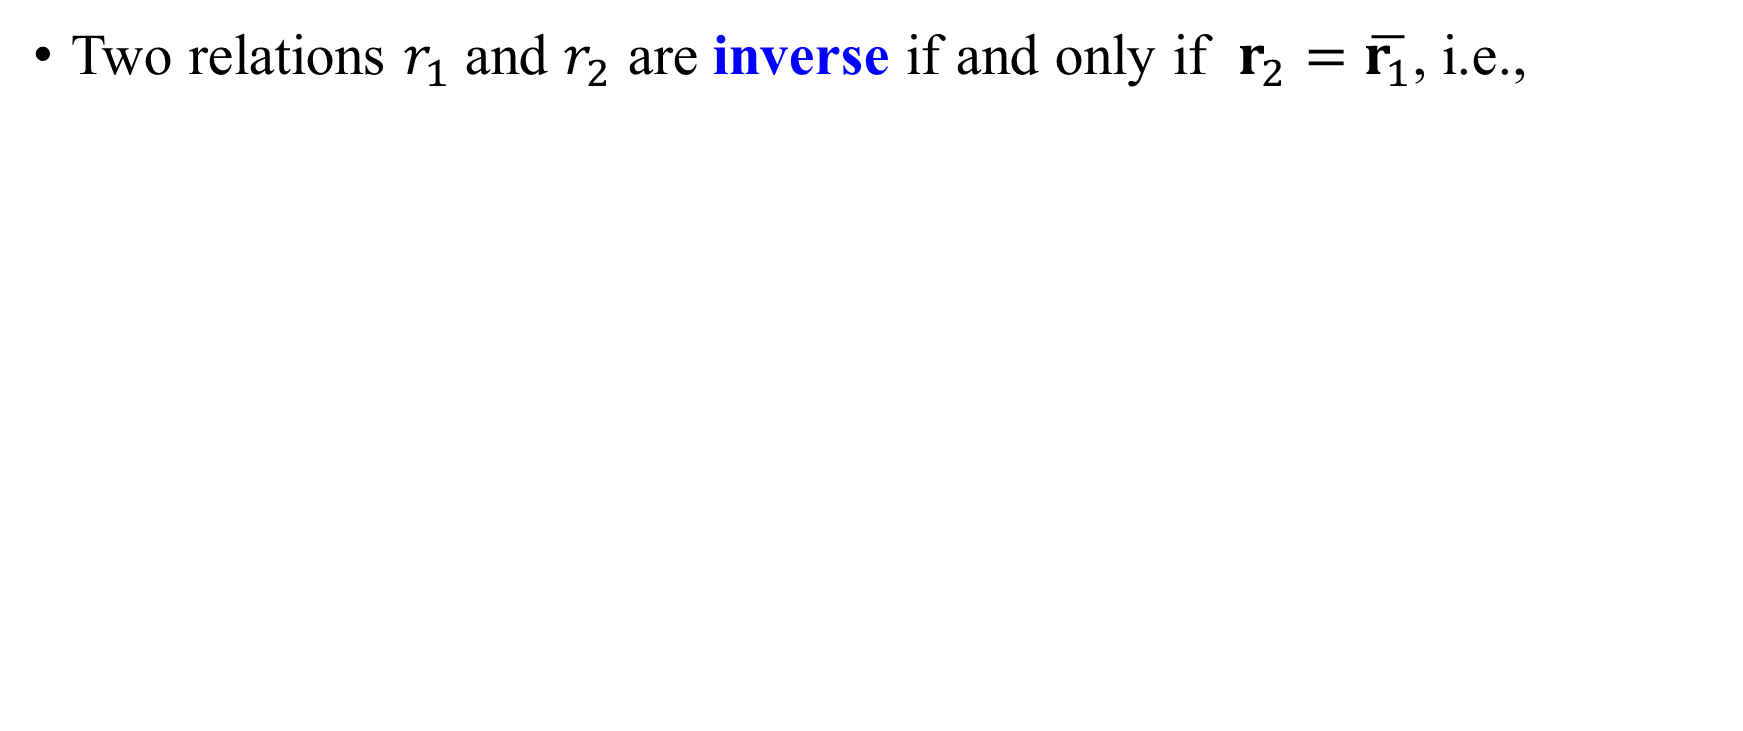 • Two relations 𝑟₁ and 𝑟₂ are inverse if and only if 𝐫₂ = 𝐫̅₁, i.e.,